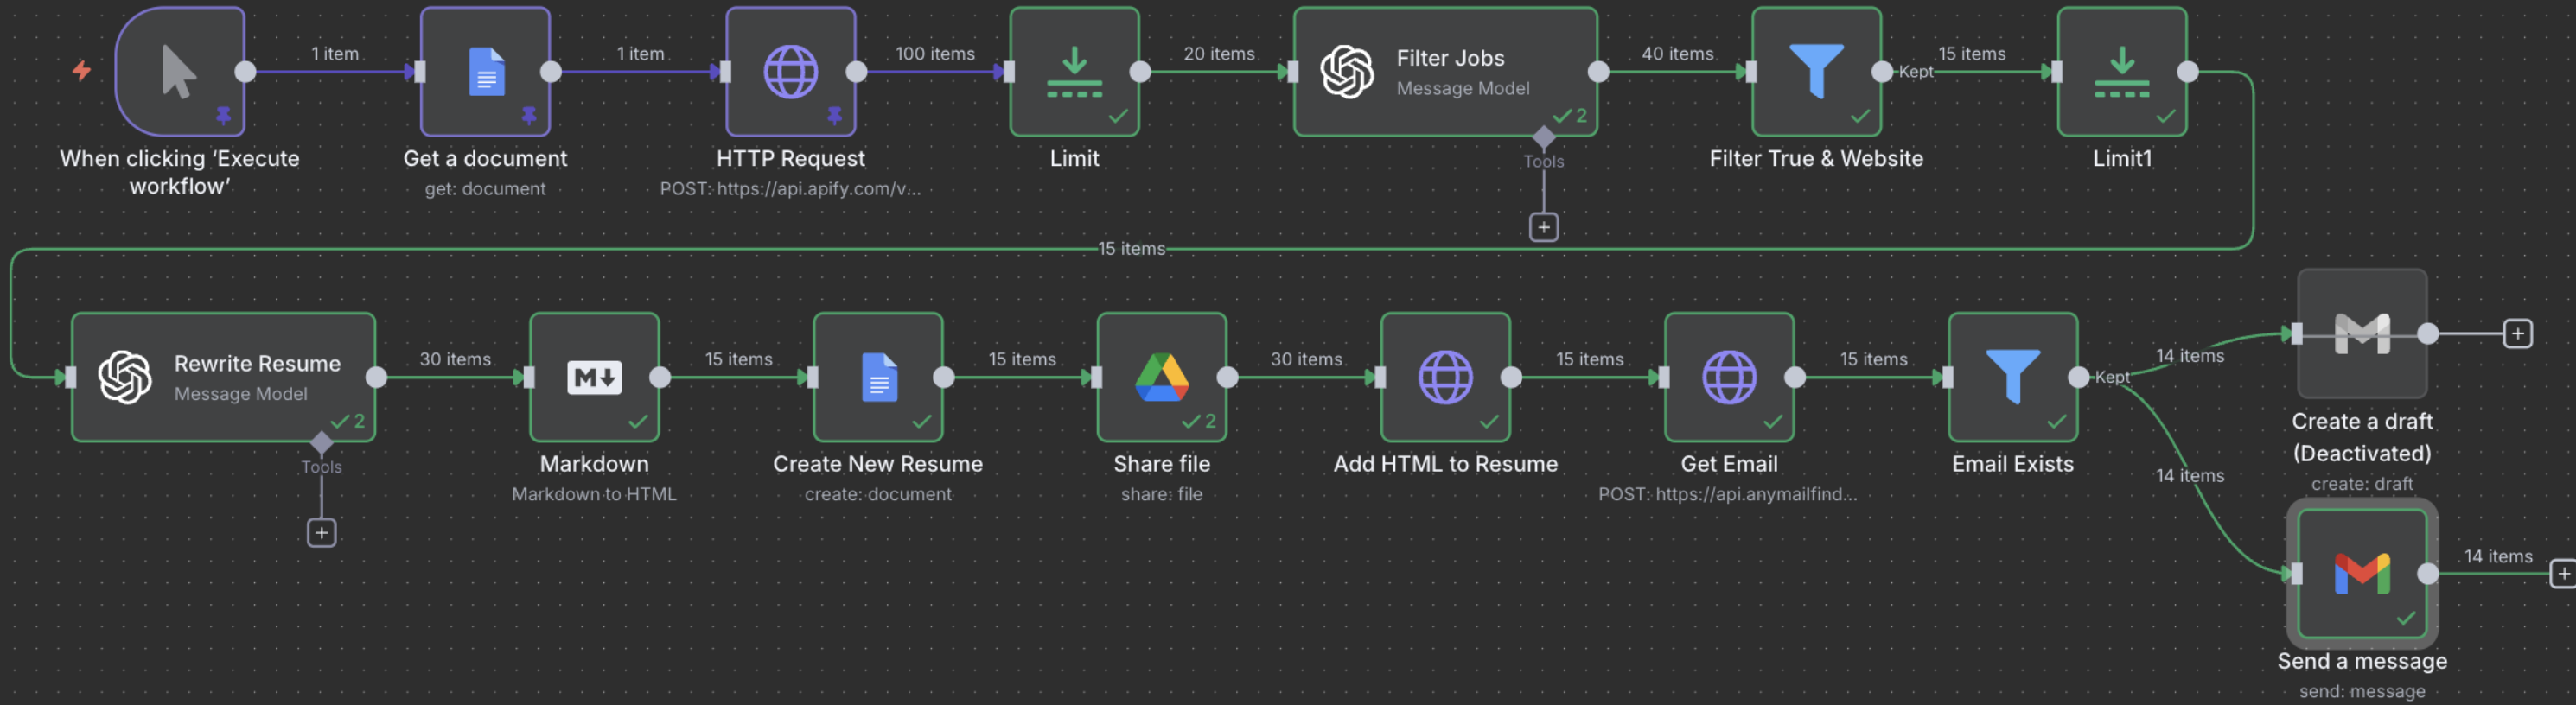 1 item
1 item
100 items
20 items
Filter Jobs
Message Model
2
40 items
Kept
15 items
Tools
When clicking ‘Execute
workflow’
Get a document
get: document
HTTP Request
POST: https://api.apify.com/v...
Limit
Filter True & Website
Limit1
15 items
Rewrite Resume
Message Model
2
30 items
M
15 items
15 items
2
30 items
15 items
15 items
Kept
14 items
14 items
Tools
Markdown
Markdown to HTML
Create New Resume
create: document
Share file
share: file
Add HTML to Resume
Get Email
POST: https://api.anymailfind...
Email Exists
Create a draft
(Deactivated)
create: draft
14 items
Send a message
send: message